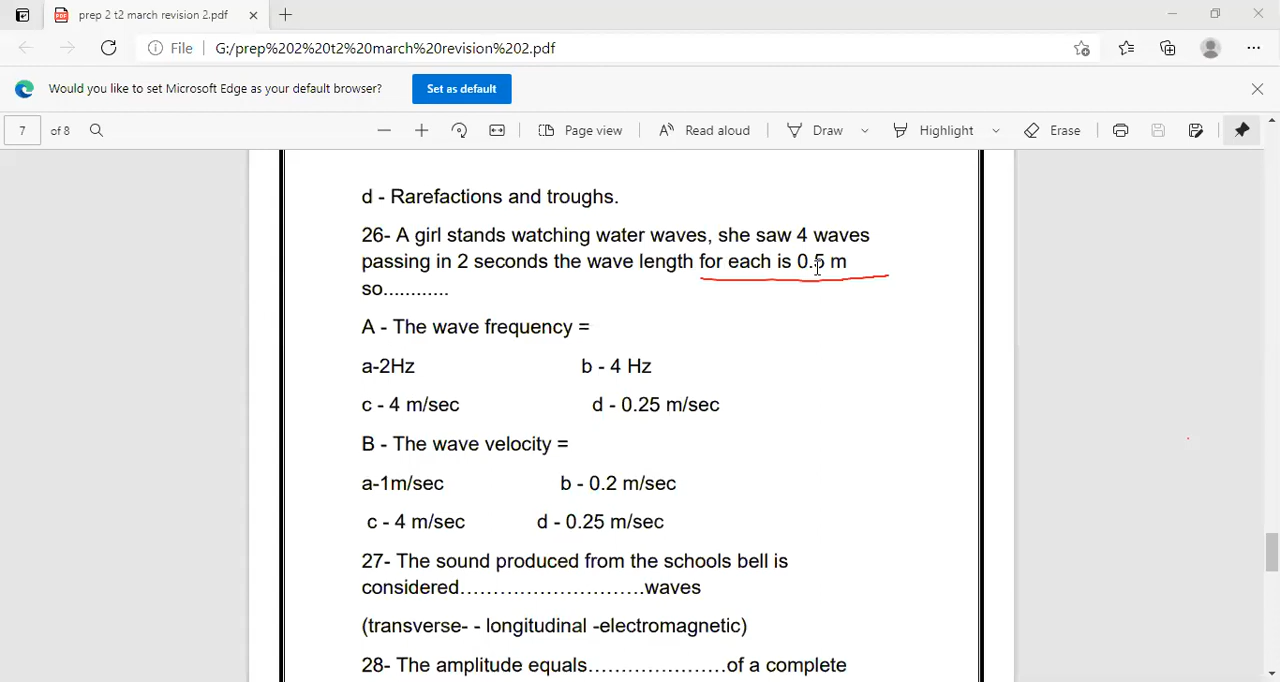 prep 2 t2 march revision 2.pdf
File
G:/prep%202%20t2%20march%20revision%202.pdf
Would you like to set Microsoft Edge as your default browser?
Set as default
7
of 8
Page view
Read aloud
Draw
Highlight
Erase
d - Rarefactions and troughs.
26- A girl stands watching water waves, she saw 4 waves
passing in 2 seconds the wave length for each is 0.5 m
so............
A - The wave frequency =
a-2Hz b - 4 Hz
c - 4 m/sec d - 0.25 m/sec
B - The wave velocity =
a-1m/sec b - 0.2 m/sec
c - 4 m/sec d - 0.25 m/sec
27- The sound produced from the schools bell is
considered……………………….waves
(transverse- - longitudinal -electromagnetic)
28- The amplitude equals………………….of a complete